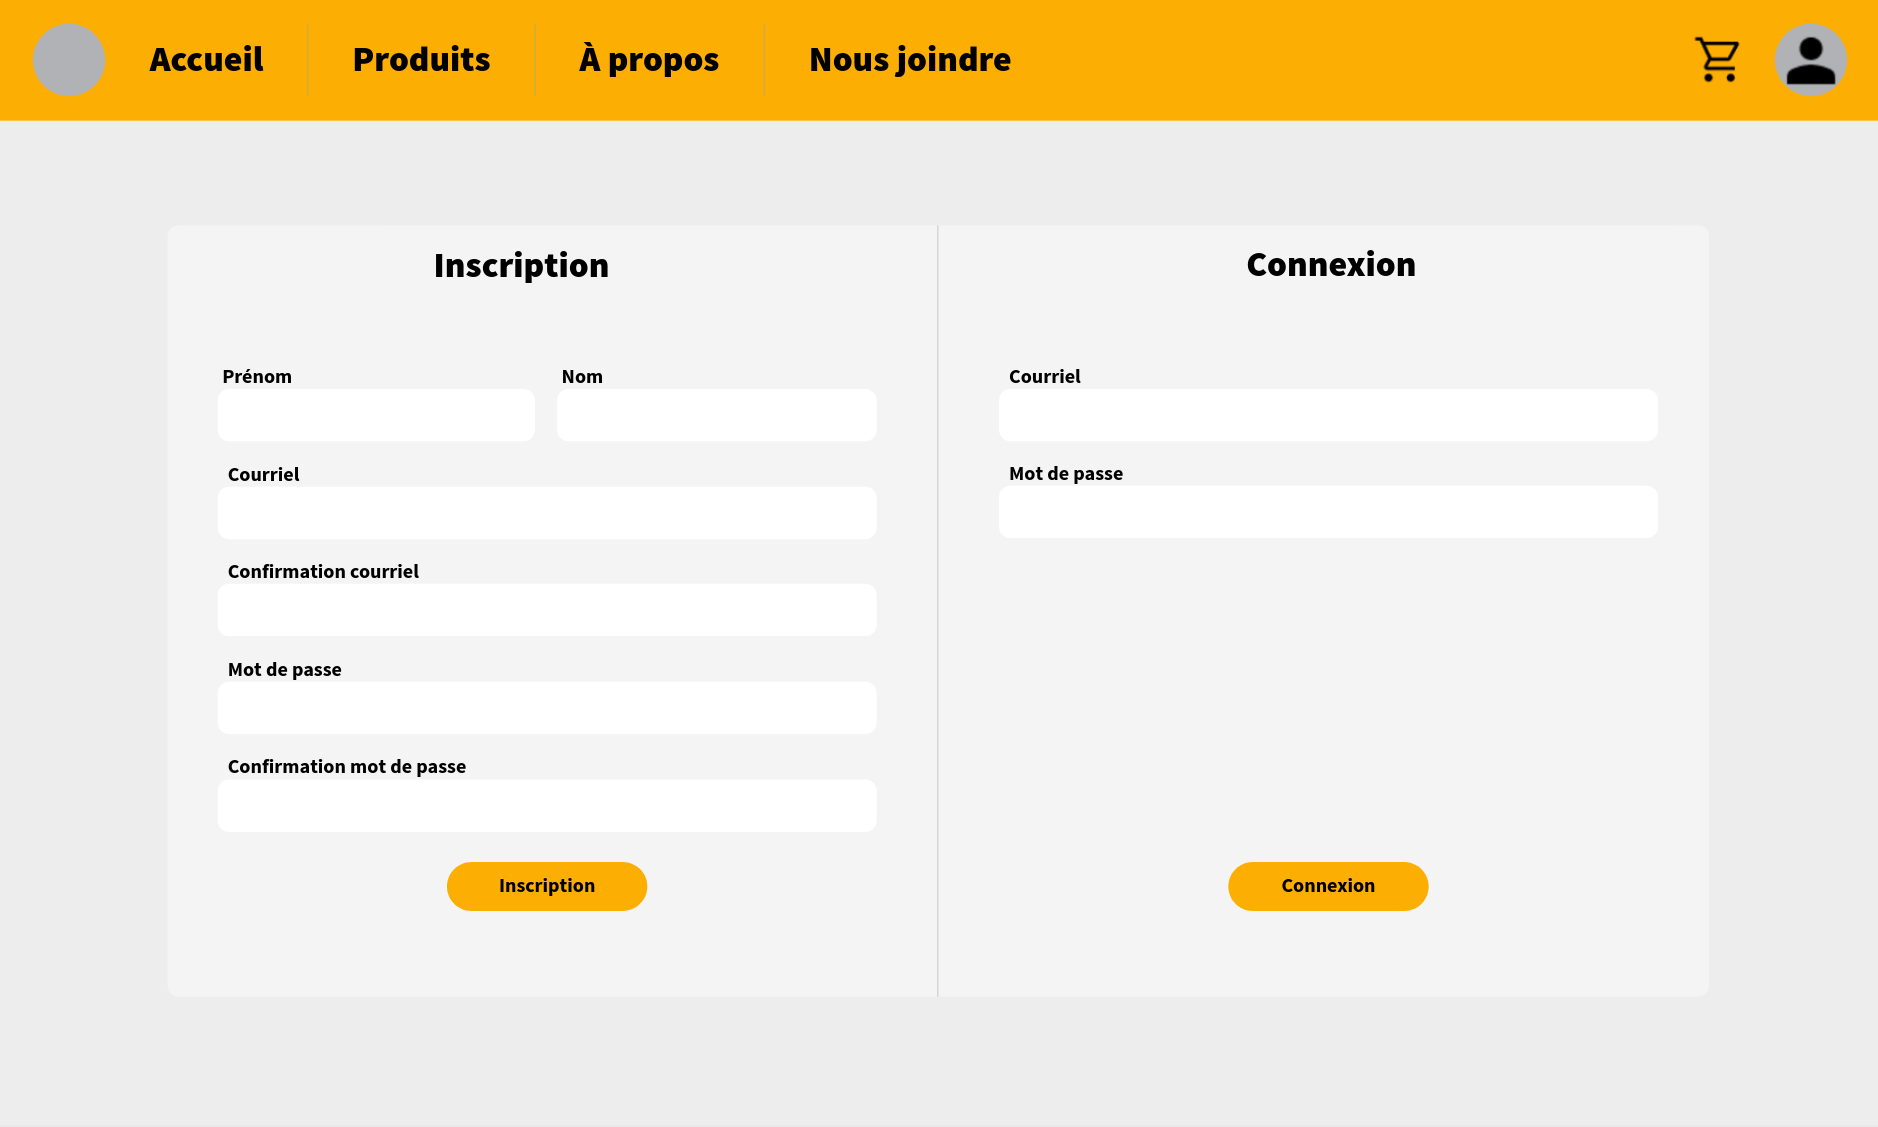 Accueil
Produits
À propos
Nous joindre
Inscription
Prénom
Nom
Courriel
Confirmation courriel
Mot de passe
Confirmation mot de passe
Inscription
Connexion
Courriel
Mot de passe
Connexion